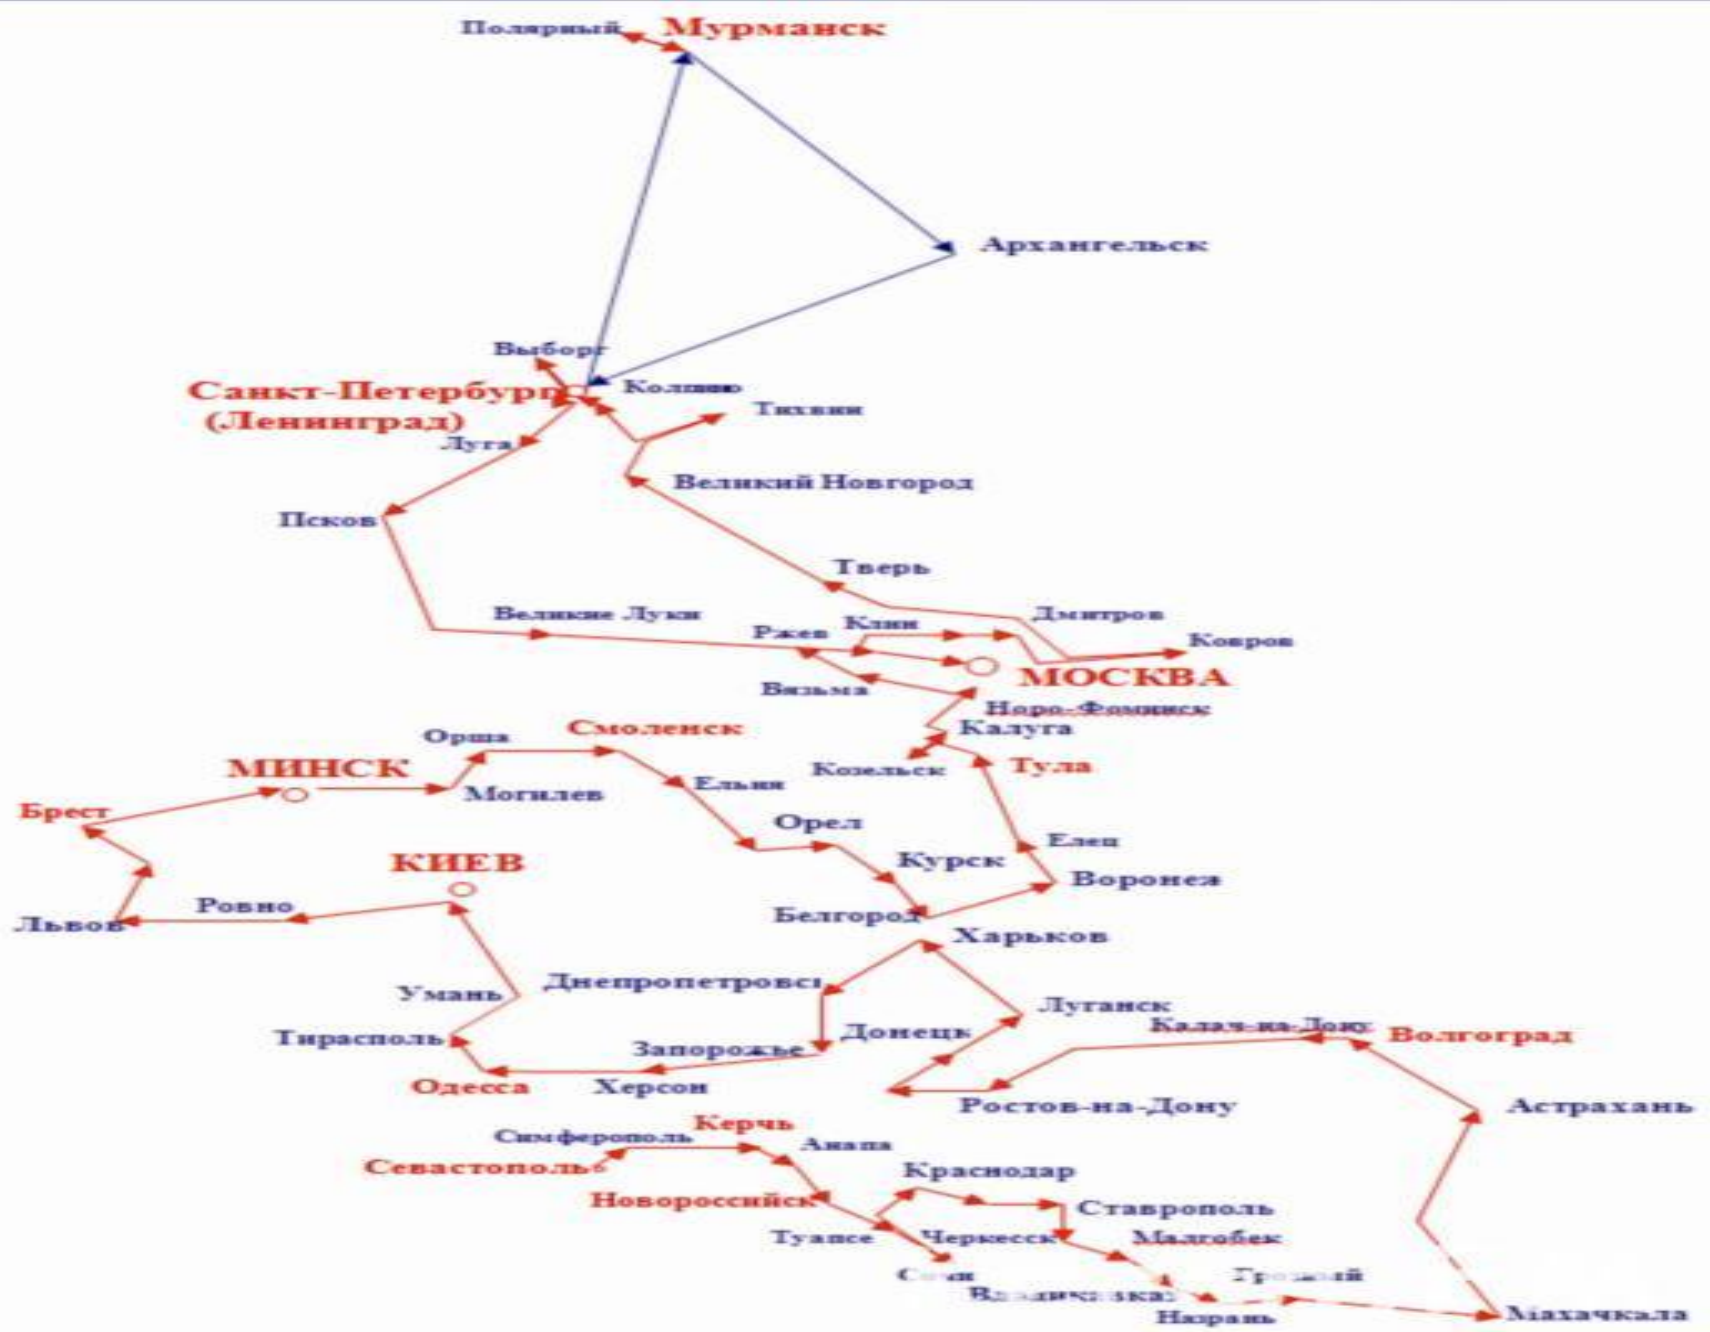 Полярный
Мурманск
Архангельск
Выборг
Санкт-Петербург
(Ленинград)
Колпино
Тихвин
Луга
Великий Новгород
Псков
Тверь
Великие Луки
Ржев
Клин
Дмитров
Ковров
МОСКВА
Вязьма
Норо-Фоминск
Калуга
Козельск
Тула
Орша
Смоленск
МИНСК
Могилев
Ельня
Брест
Орел
Елец
КИЕВ
Курск
Воронеж
Львов
Ровно
Белгород
Харьков
Днепропетровск
Умань
Луганск
Тирасполь
Запорожье
Донецк
Калач-на-Дону
Волгоград
Одесса
Херсон
Ростов-на-Дону
Астрахань
Керчь
Симферополь
Анапа
Севастополь
Краснодар
Новороссийск
Ставрополь
Туапсе
Черкесск
Малгобек
Сочи
Грозный
Владикавказ
Назрань
Махачкала